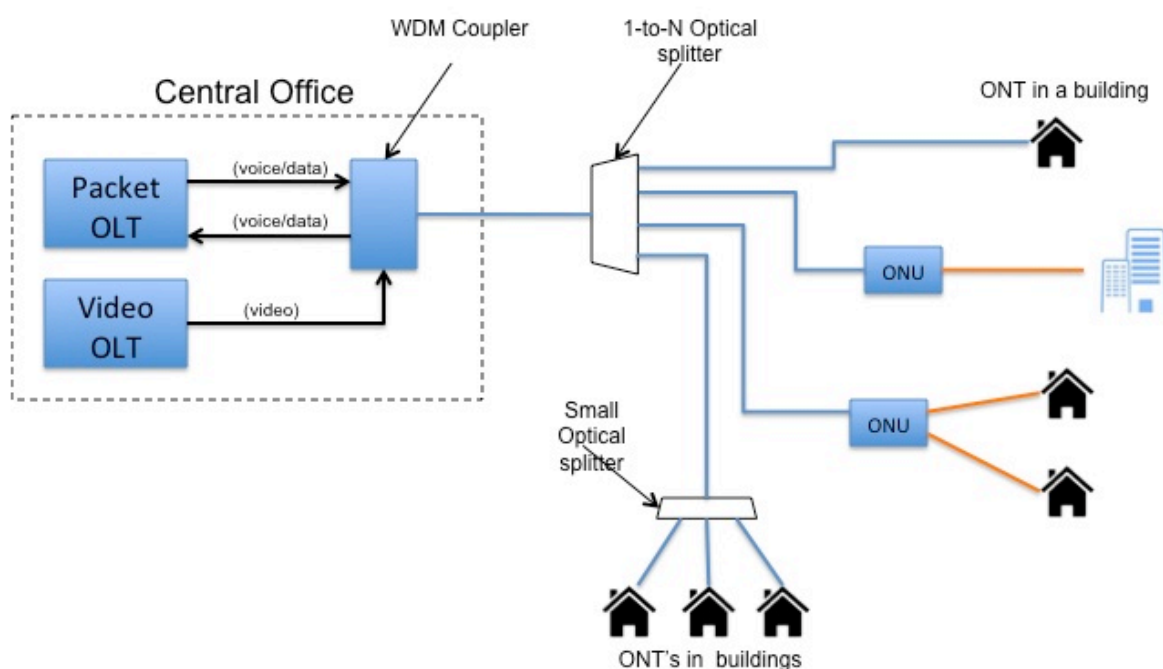 WDM Coupler
1-to-N Optical
splitter
Central Office
ONT in a building
Packet
OLT
(voice/data)
(voice/data)
Video
OLT
(video)
ONU
ONU
Small
Optical
splitter
ONT's in buildings